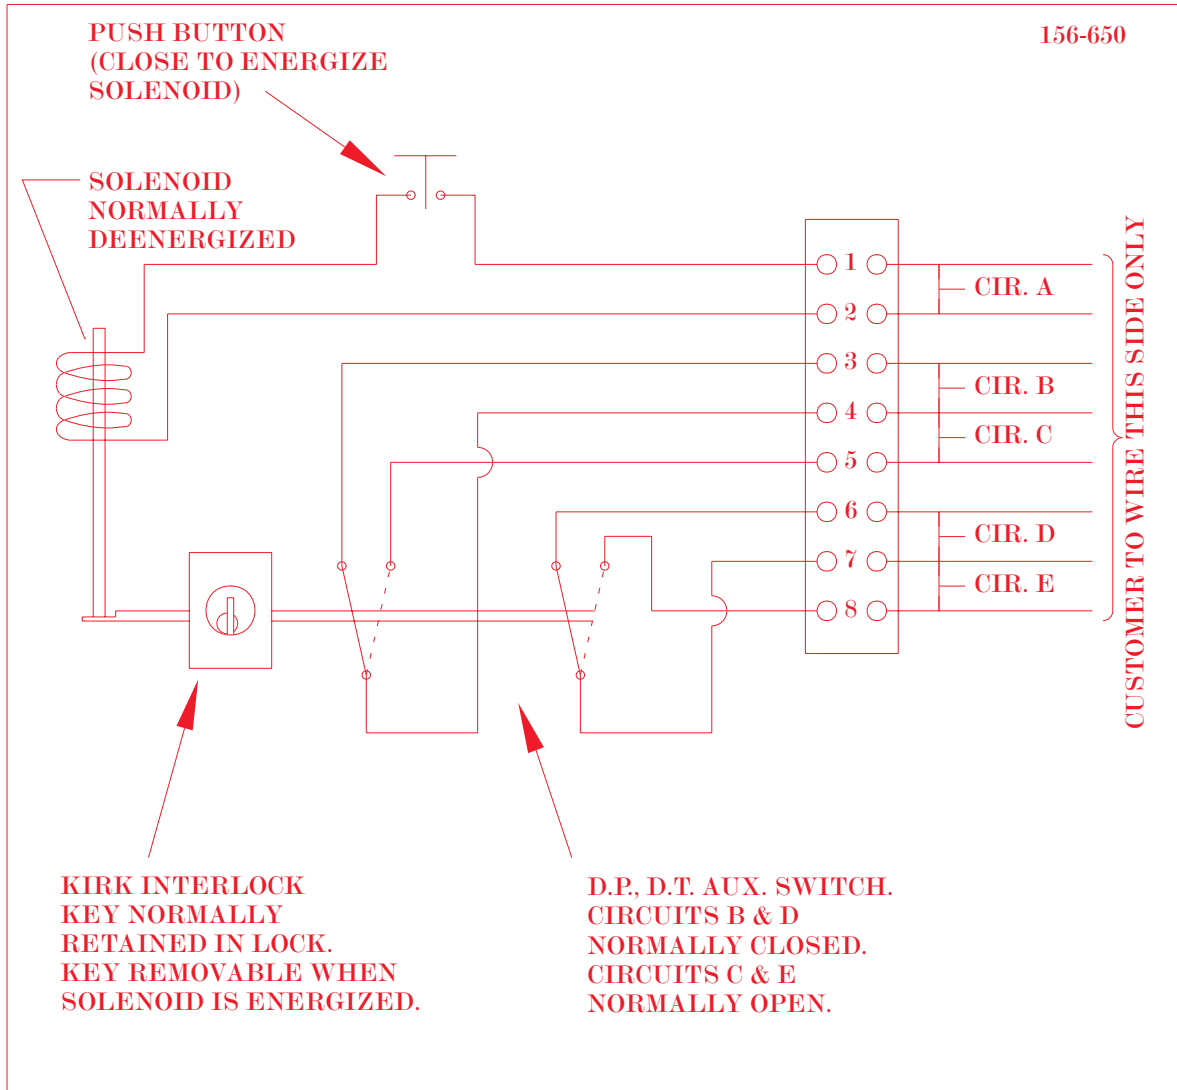 PUSH BUTTON
(CLOSE TO ENERGIZE
SOLENOID)
156-650
SOLENOID
NORMALLY
DEENERGIZED
1
CIR. A
2
3
CIR. B
4
CIR. C
5
6
CIR. D
7
CIR. E
8
CUSTOMER TO WIRE THIS SIDE ONLY
KIRK INTERLOCK
KEY NORMALLY
RETAINED IN LOCK.
KEY REMOVABLE WHEN
SOLENOID IS ENERGIZED.
D.P., D.T. AUX. SWITCH.
CIRCUITS B & D
NORMALLY CLOSED.
CIRCUITS C & E
NORMALLY OPEN.